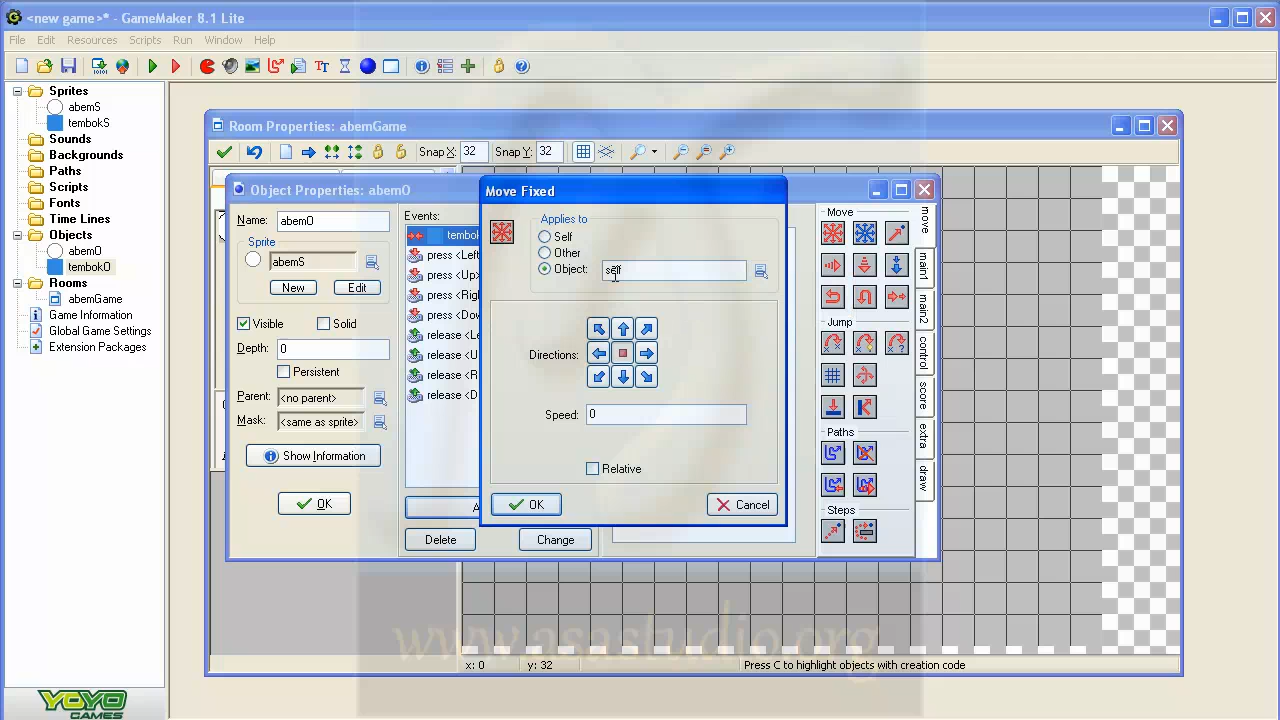 <new game>* - GameMaker 8.1 Lite
File Edit Resources Scripts Run Window Help
Sprites
abemS
tembokS
Sounds
Backgrounds
Paths
Scripts
Fonts
Time Lines
Objects
abemO
tembokO
Rooms
abemGame
Game Information
Global Game Settings
Extension Packages
YOYO
GAMES
Room Properties: abemGame
Snap X: 32 Snap Y: 32
Object Properties: abemO
Name: abemO
Sprite
abemS
New Edit
Visible Solid
Depth: 0
Persistent
Parent: <no parent>
Mask: <same as sprite>
Show Information
OK
Events:
tembok
press <Left
press <Up>
press <Righ
press <Dow
release <Le
release <U
release <R
release <D
Delete Change
Move Fixed
Applies to
Self
Other
Object: self
Directions:
Speed: 0
Relative
OK Cancel
Move
Jump
Paths
Steps
move
main1
main2
control
score
extra
draw
www.asastudio.org
x: 0 y: 32 Press C to highlight objects with creation code